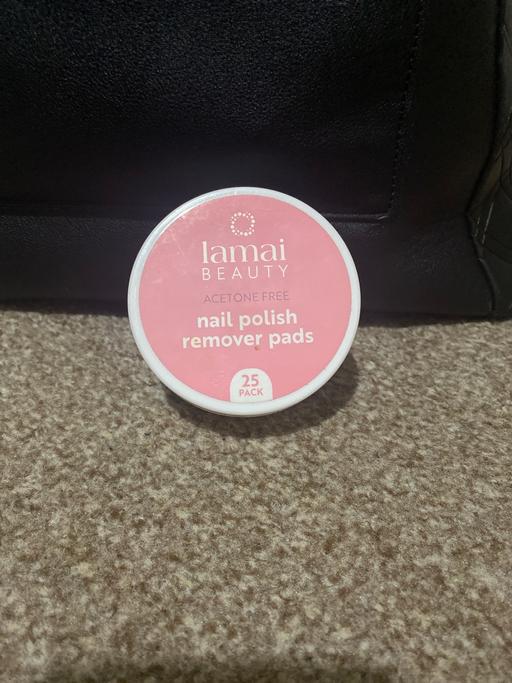 lamai
BEAUTY
ACETONE FREE
nail polish
remover pads
25
PACK